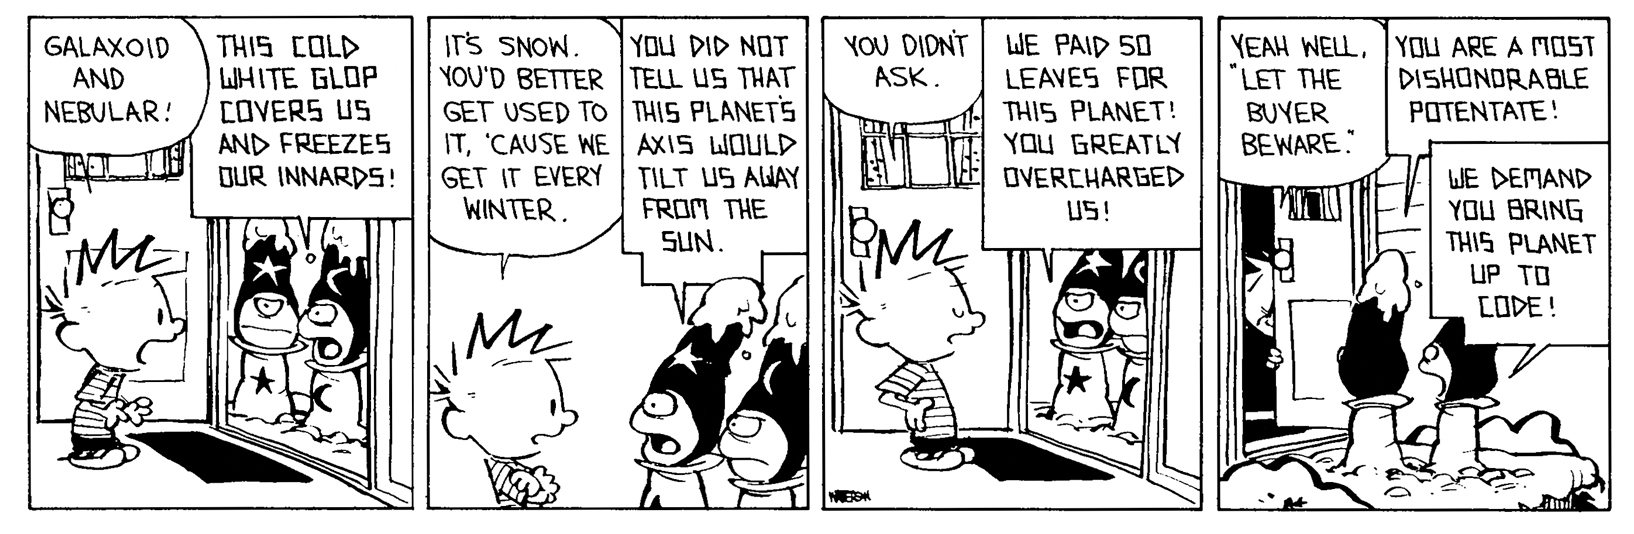 GALAXOID
AND
NEBULAR!
THIS COLD
WHITE GLOP
COVERS US
AND FREEZES
OUR INNARDS!
IT'S SNOW.
YOU'D BETTER
GET USED TO
IT, 'CAUSE WE
GET IT EVERY
WINTER.
YOU DID NOT
TELL US THAT
THIS PLANET'S
AXIS WOULD
TILT US AWAY
FROM THE
SUN.
YOU DIDN'T
ASK.
WE PAID 50
LEAVES FOR
THIS PLANET!
YOU GREATLY
OVERCHARGED
US!
WATTERSON
YEAH WELL,
"LET THE
BUYER
BEWARE."
YOU ARE A MOST
DISHONORABLE
POTENTATE!
WE DEMAND
YOU BRING
THIS PLANET
UP TO
CODE!